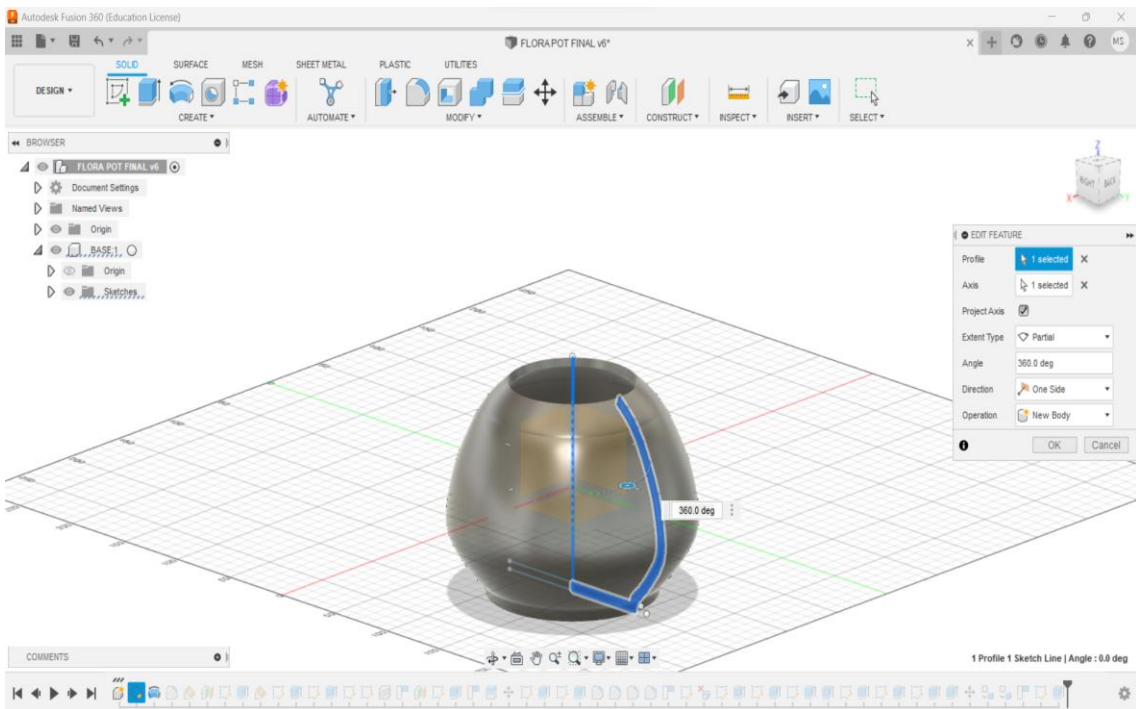 Autodesk Fusion 360 (Education License)
FLORA POT FINAL v6*
MS
SOLID SURFACE MESH SHEET METAL PLASTIC UTILITIES
DESIGN
CREATE AUTOMATE MODIFY ASSEMBLE CONSTRUCT INSPECT INSERT SELECT
BROWSER
FLORA POT FINAL v6
Document Settings
Named Views
Origin
BASE:1
Origin
Sketches
Z
RIGHT BACK
X Y
EDIT FEATURE
Profile 1 selected
Axis 1 selected
Project Axis
Extent Type Partial
Angle 360.0 deg
Direction One Side
Operation New Body
OK Cancel
360.0 deg
COMMENTS
1 Profile 1 Sketch Line | Angle : 0.0 deg